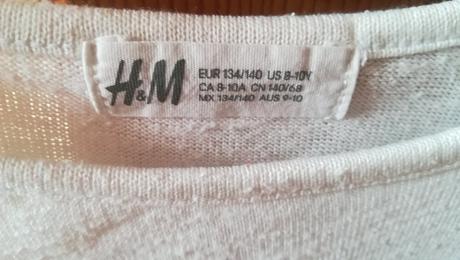 H&M
EUR 134/140 US 8-10Y
CA 8-10A CN 140/68
MX 134/140 AUS 9-10